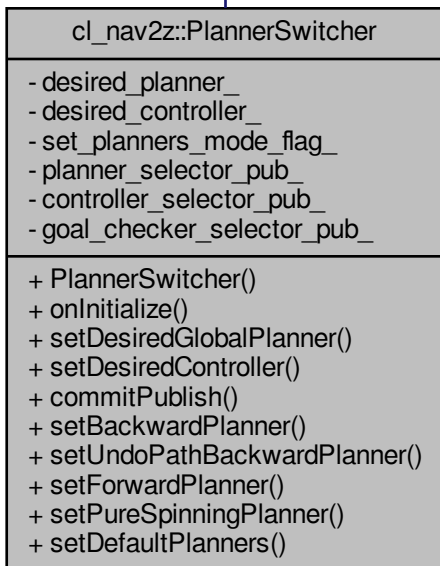 cl_nav2z::PlannerSwitcher
- desired_planner_
- desired_controller_
- set_planners_mode_flag_
- planner_selector_pub_
- controller_selector_pub_
- goal_checker_selector_pub_
+ PlannerSwitcher()
+ onInitialize()
+ setDesiredGlobalPlanner()
+ setDesiredController()
+ commitPublish()
+ setBackwardPlanner()
+ setUndoPathBackwardPlanner()
+ setForwardPlanner()
+ setPureSpinningPlanner()
+ setDefaultPlanners()